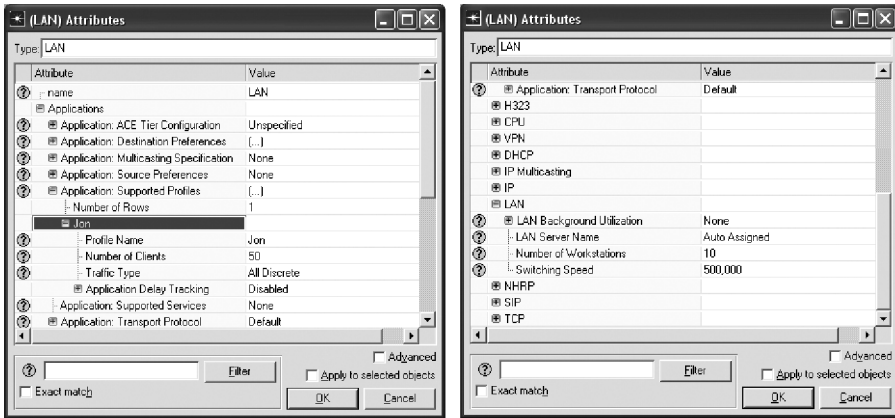 (LAN) Attributes
Type: LAN
Attribute Value
name LAN
Applications
Application: ACE Tier Configuration Unspecified
Application: Destination Preferences (...)
Application: Multicasting Specification None
Application: Source Preferences None
Application: Supported Profiles (...)
Number of Rows 1
Jon
Profile Name Jon
Number of Clients 50
Traffic Type All Discrete
Application Delay Tracking Disabled
Application: Supported Services None
Application: Transport Protocol Default
Advanced
Filter
Apply to selected objects
Exact match
OK Cancel
(LAN) Attributes
Type: LAN
Attribute Value
Application: Transport Protocol Default
H323
CPU
VPN
DHCP
IP Multicasting
IP
LAN
LAN Background Utilization None
LAN Server Name Auto Assigned
Number of Workstations 10
Switching Speed 500,000
NHRP
SIP
TCP
Advanced
Filter
Apply to selected objects
Exact match
OK Cancel